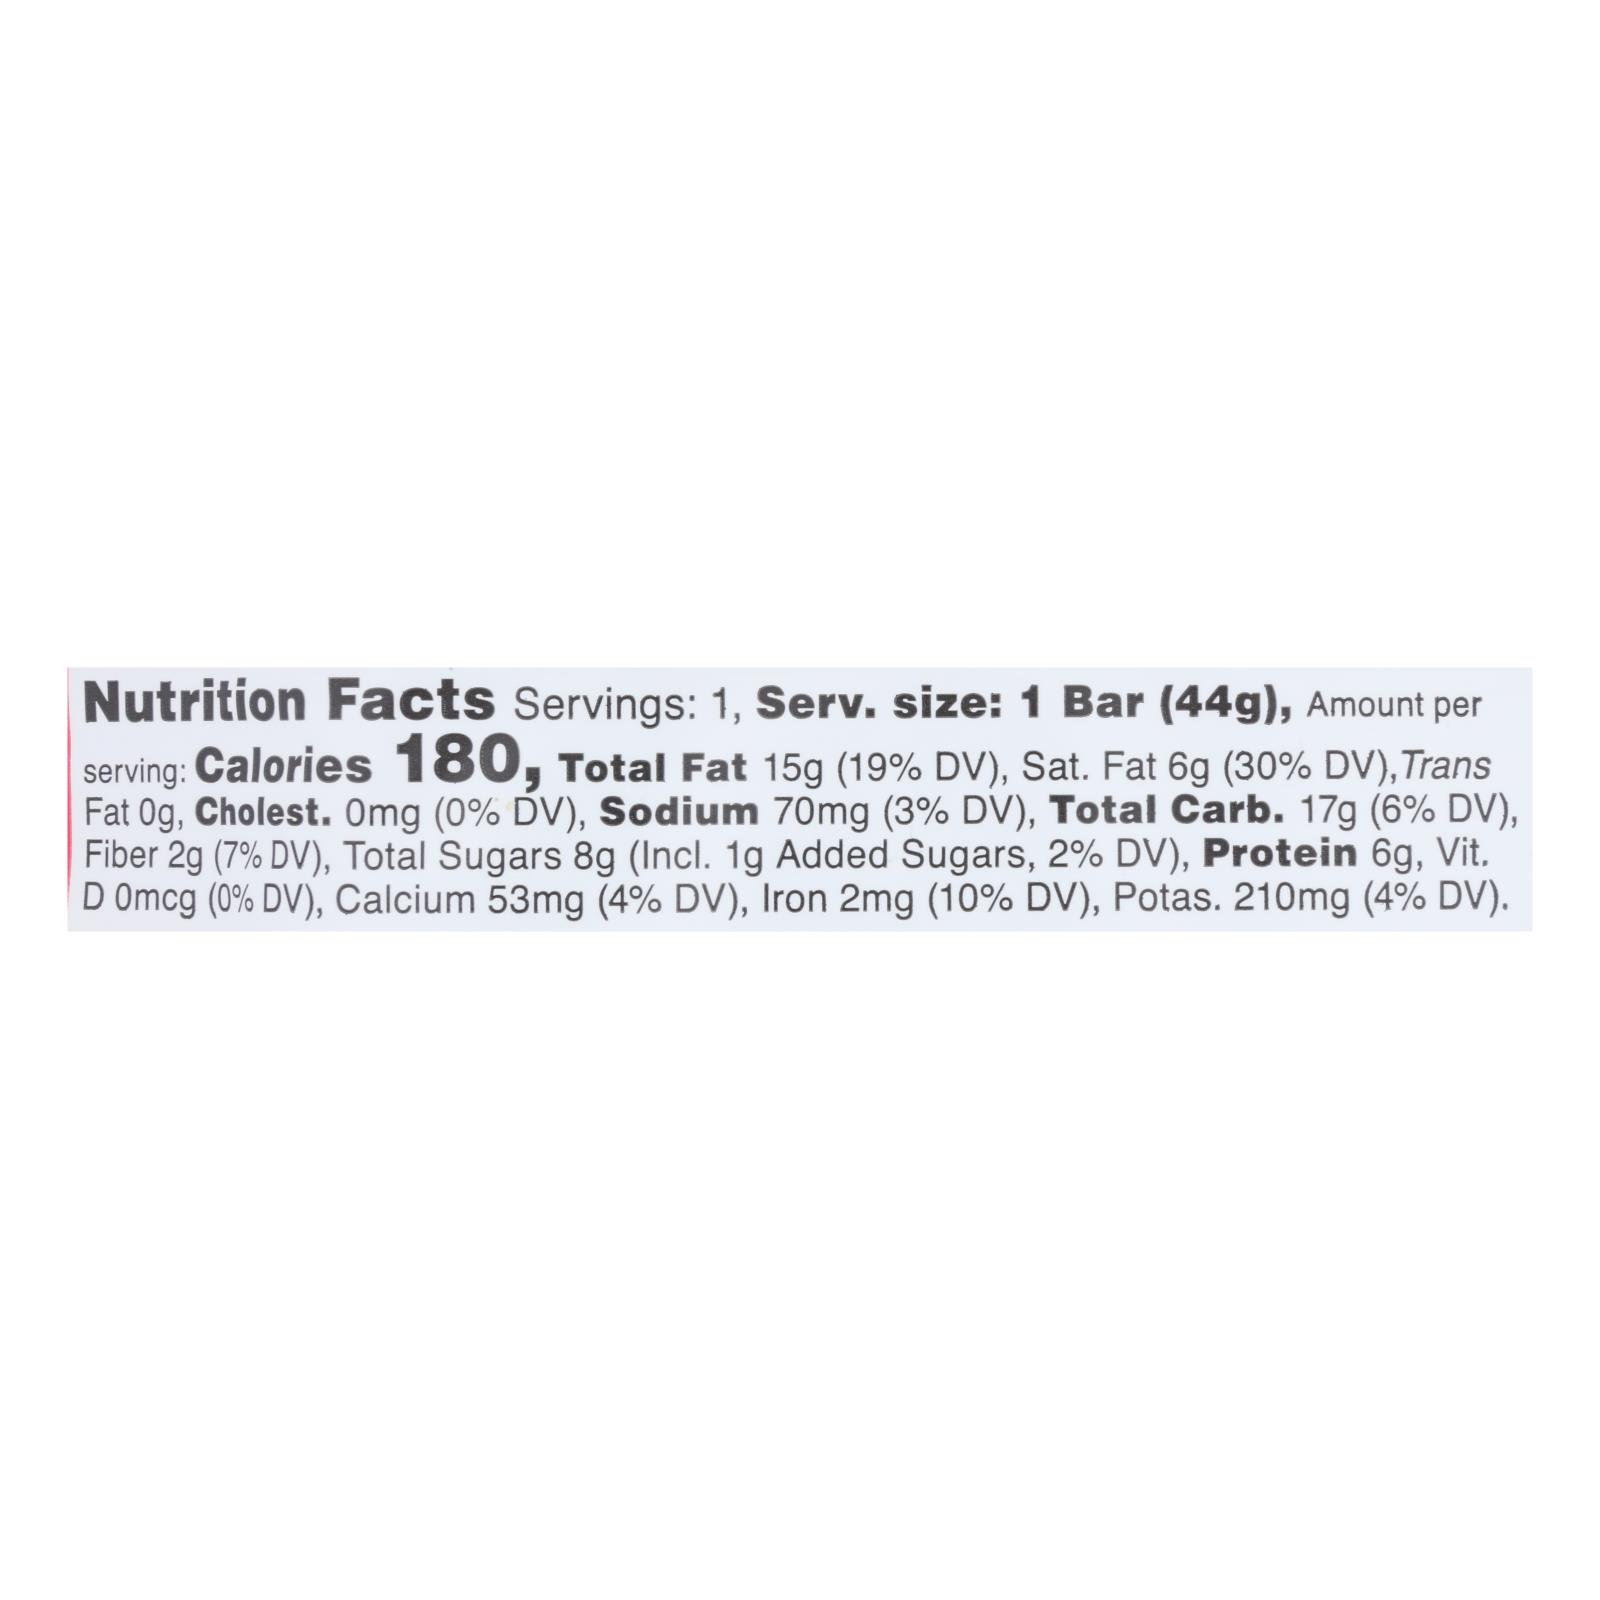 Nutrition Facts Servings: 1, Serv. size: 1 Bar (44g), Amount per
serving: Calories 180, Total Fat 15g (19% DV), Sat. Fat 6g (30% DV), Trans
Fat 0g, Cholest. 0mg (0% DV), Sodium 70mg (3% DV), Total Carb. 17g (6% DV),
Fiber 2g (7% DV), Total Sugars 8g (Incl. 1g Added Sugars, 2% DV), Protein 6g, Vit.
D 0mcg (0% DV), Calcium 53mg (4% DV), Iron 2mg (10% DV), Potas. 210mg (4% DV).